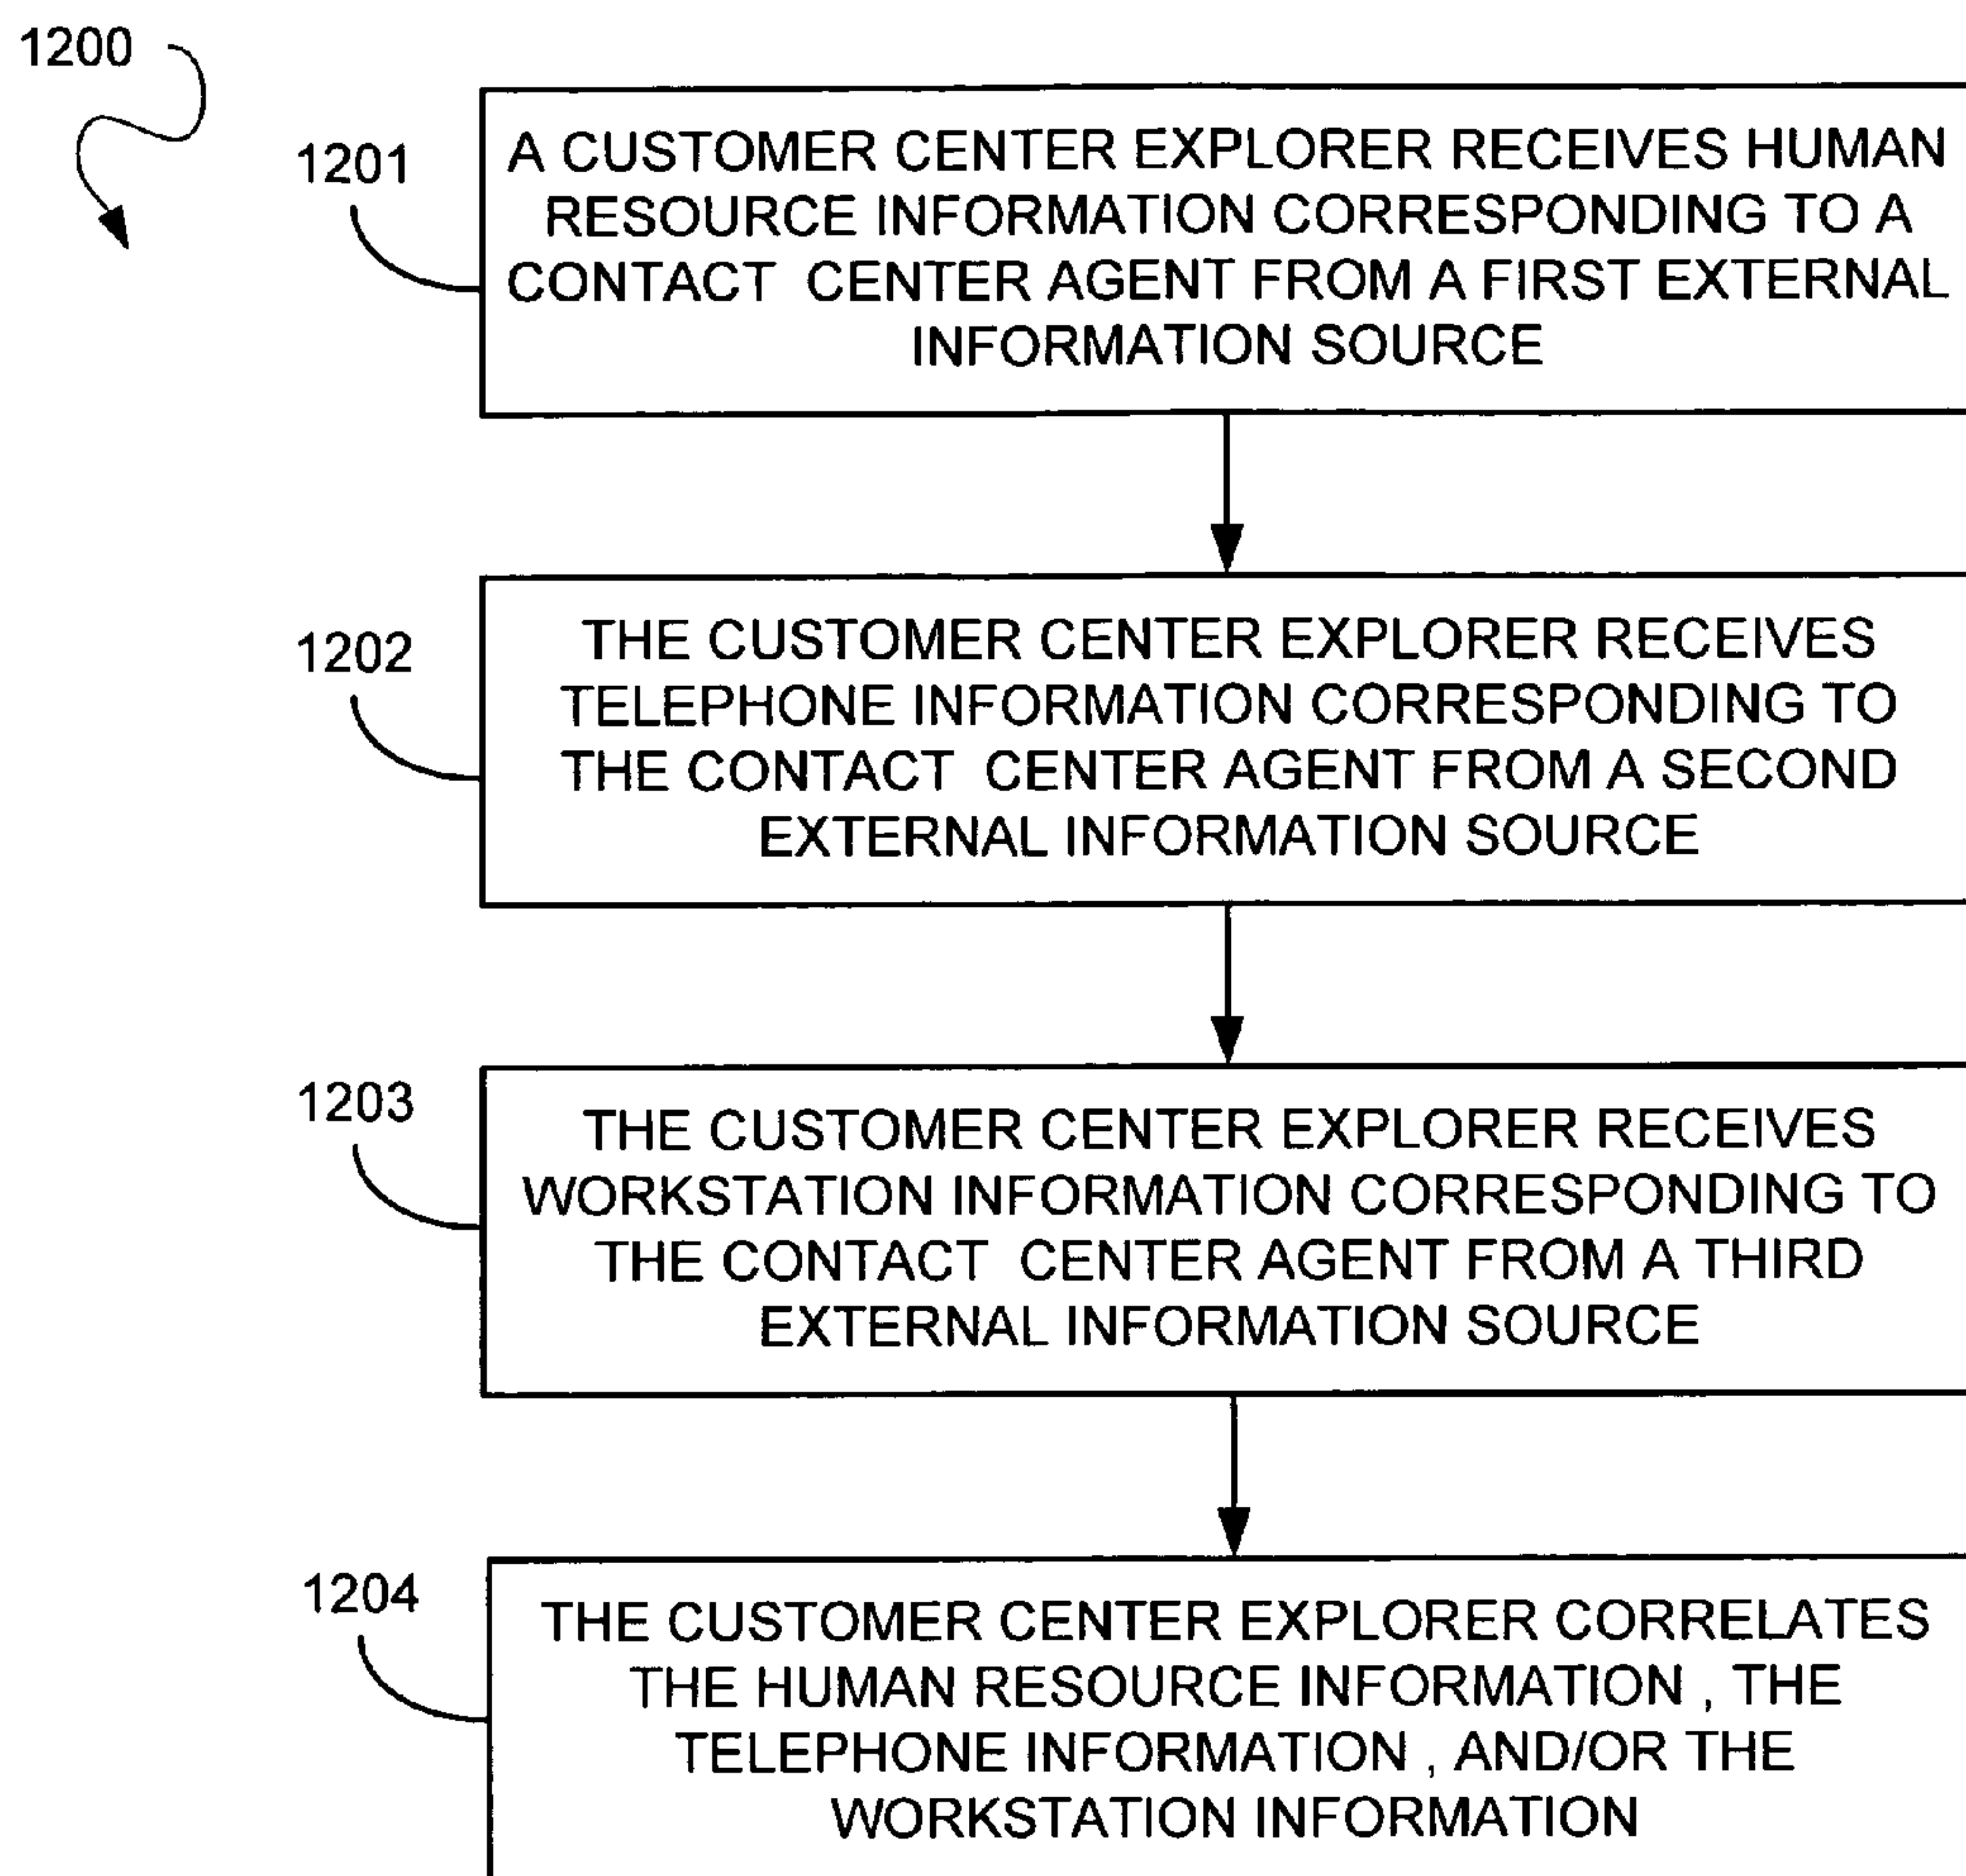 1200
1201
A CUSTOMER CENTER EXPLORER RECEIVES HUMAN
RESOURCE INFORMATION CORRESPONDING TO A
CONTACT CENTER AGENT FROM A FIRST EXTERNAL
INFORMATION SOURCE
1202
THE CUSTOMER CENTER EXPLORER RECEIVES
TELEPHONE INFORMATION CORRESPONDING TO
THE CONTACT CENTER AGENT FROM A SECOND
EXTERNAL INFORMATION SOURCE
1203
THE CUSTOMER CENTER EXPLORER RECEIVES
WORKSTATION INFORMATION CORRESPONDING TO
THE CONTACT CENTER AGENT FROM A THIRD
EXTERNAL INFORMATION SOURCE
1204
THE CUSTOMER CENTER EXPLORER CORRELATES
THE HUMAN RESOURCE INFORMATION , THE
TELEPHONE INFORMATION , AND/OR THE
WORKSTATION INFORMATION